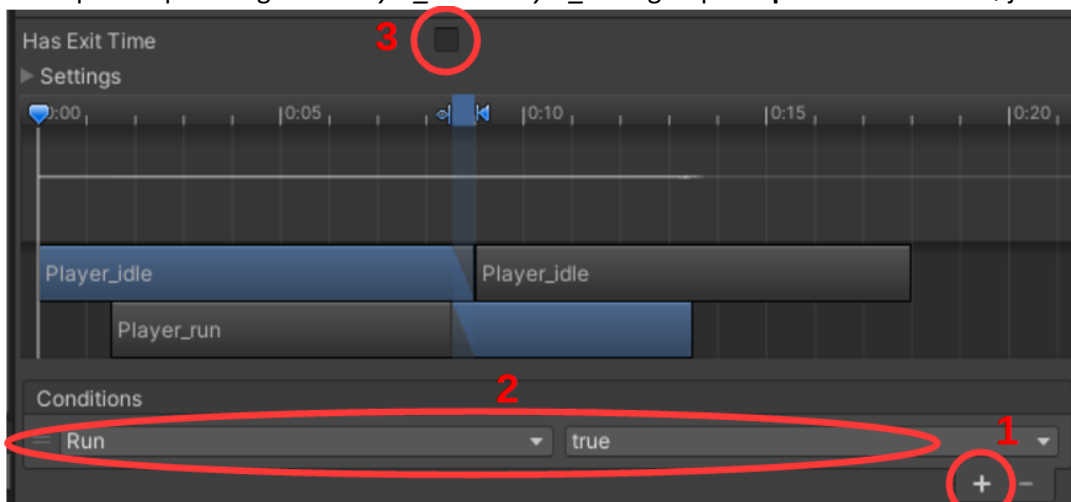 Has Exit Time 3
Settings
0:00 0:05 0:10 0:15 0:20
Player_idle Player_idle
Player_run
Conditions 2
Run true 1
+ -